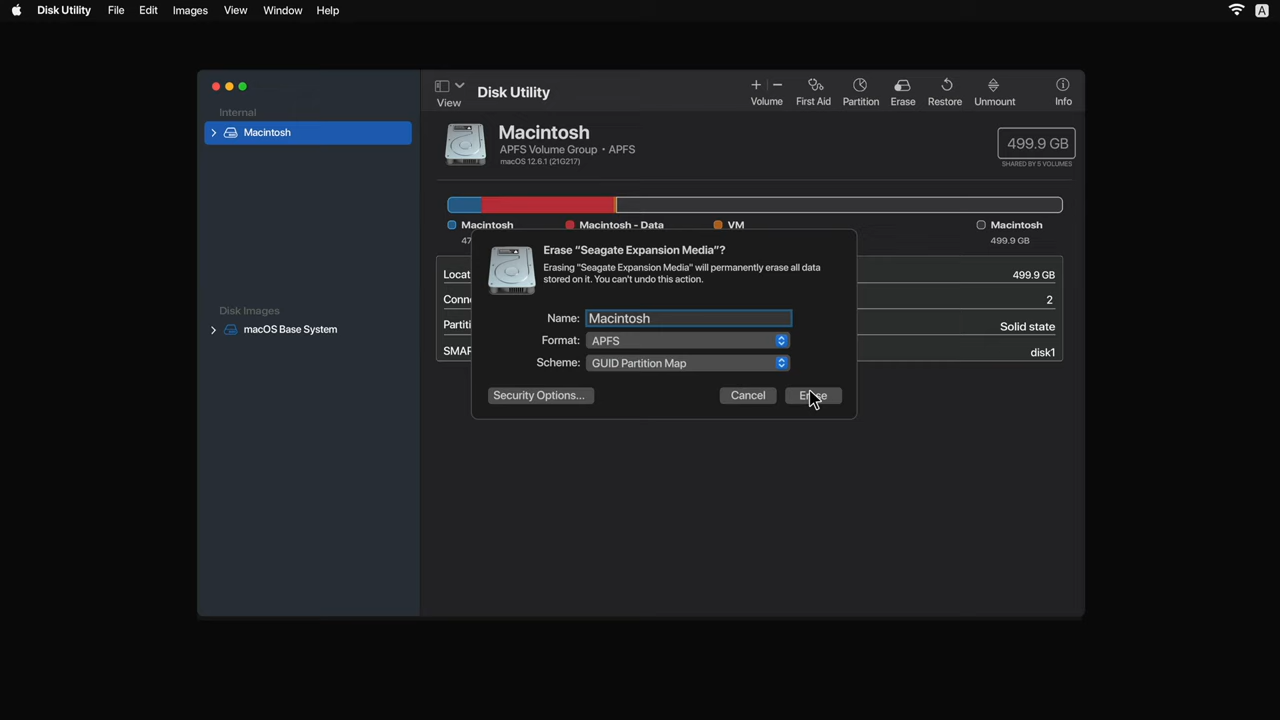 Disk Utility File Edit Images View Window Help A
Disk Utility
View
Volume First Aid Partition Erase Restore Unmount Info
Internal
Macintosh
Disk Images
macOS Base System
Macintosh
APFS Volume Group • APFS
macOS 12.6.1 (21G217)
499.9 GB
SHARED BY 5 VOLUMES
Macintosh Macintosh - Data VM Macintosh
499.9 GB
499.9 GB
2
Solid state
disk1
Erase “Seagate Expansion Media”?
Erasing “Seagate Expansion Media” will permanently erase all data
stored on it. You can’t undo this action.
Name: Macintosh
Format: APFS
Scheme: GUID Partition Map
Security Options... Cancel Erase